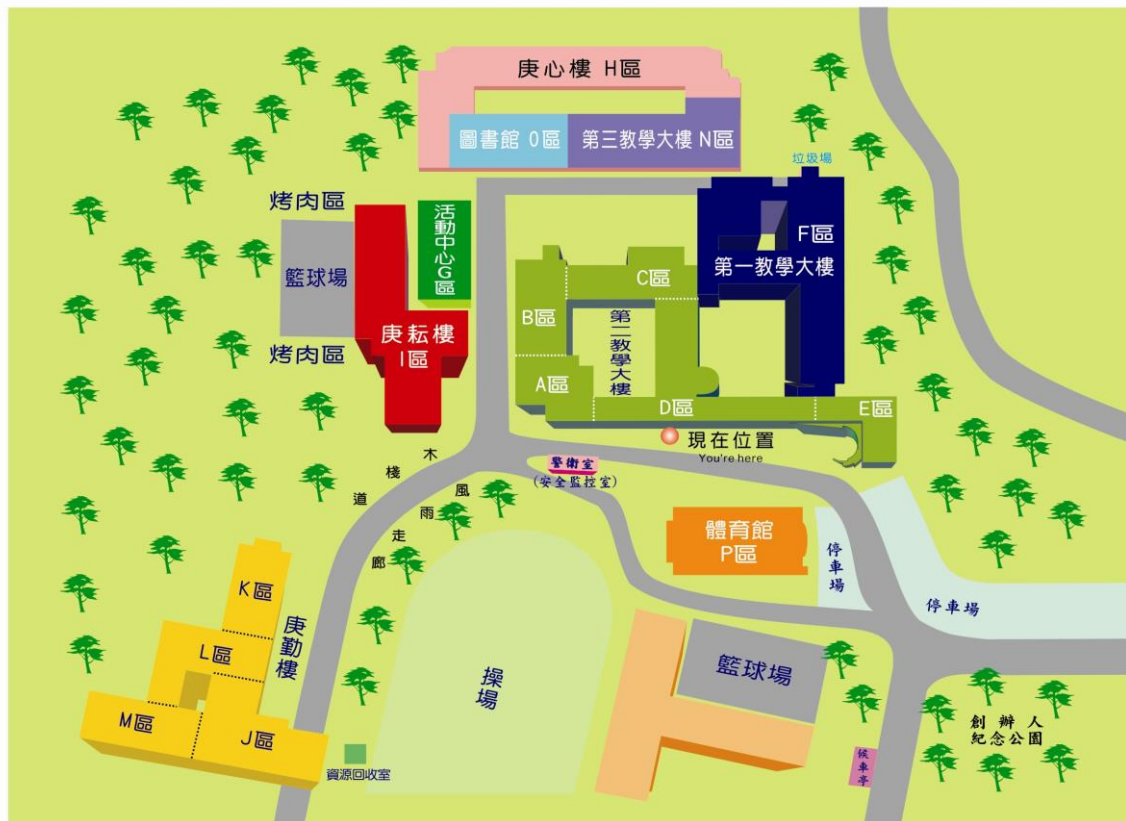 庚心樓 H區
圖書館 O區
第三教學大樓 N區
垃圾場
烤肉區
籃球場
烤肉區
活動中心G區
庚耘樓
I區
F區
第一教學大樓
C區
B區
第二教學大樓
A區
D區
E區
現在位置
You're here
警衛室
(安全監控室)
木棧道
風雨走廊
體育館
P區
停車場
停車場
K區
L區
庚勤樓
M區
J區
操場
籃球場
資源回收室
候車亭
創辦人
紀念公園